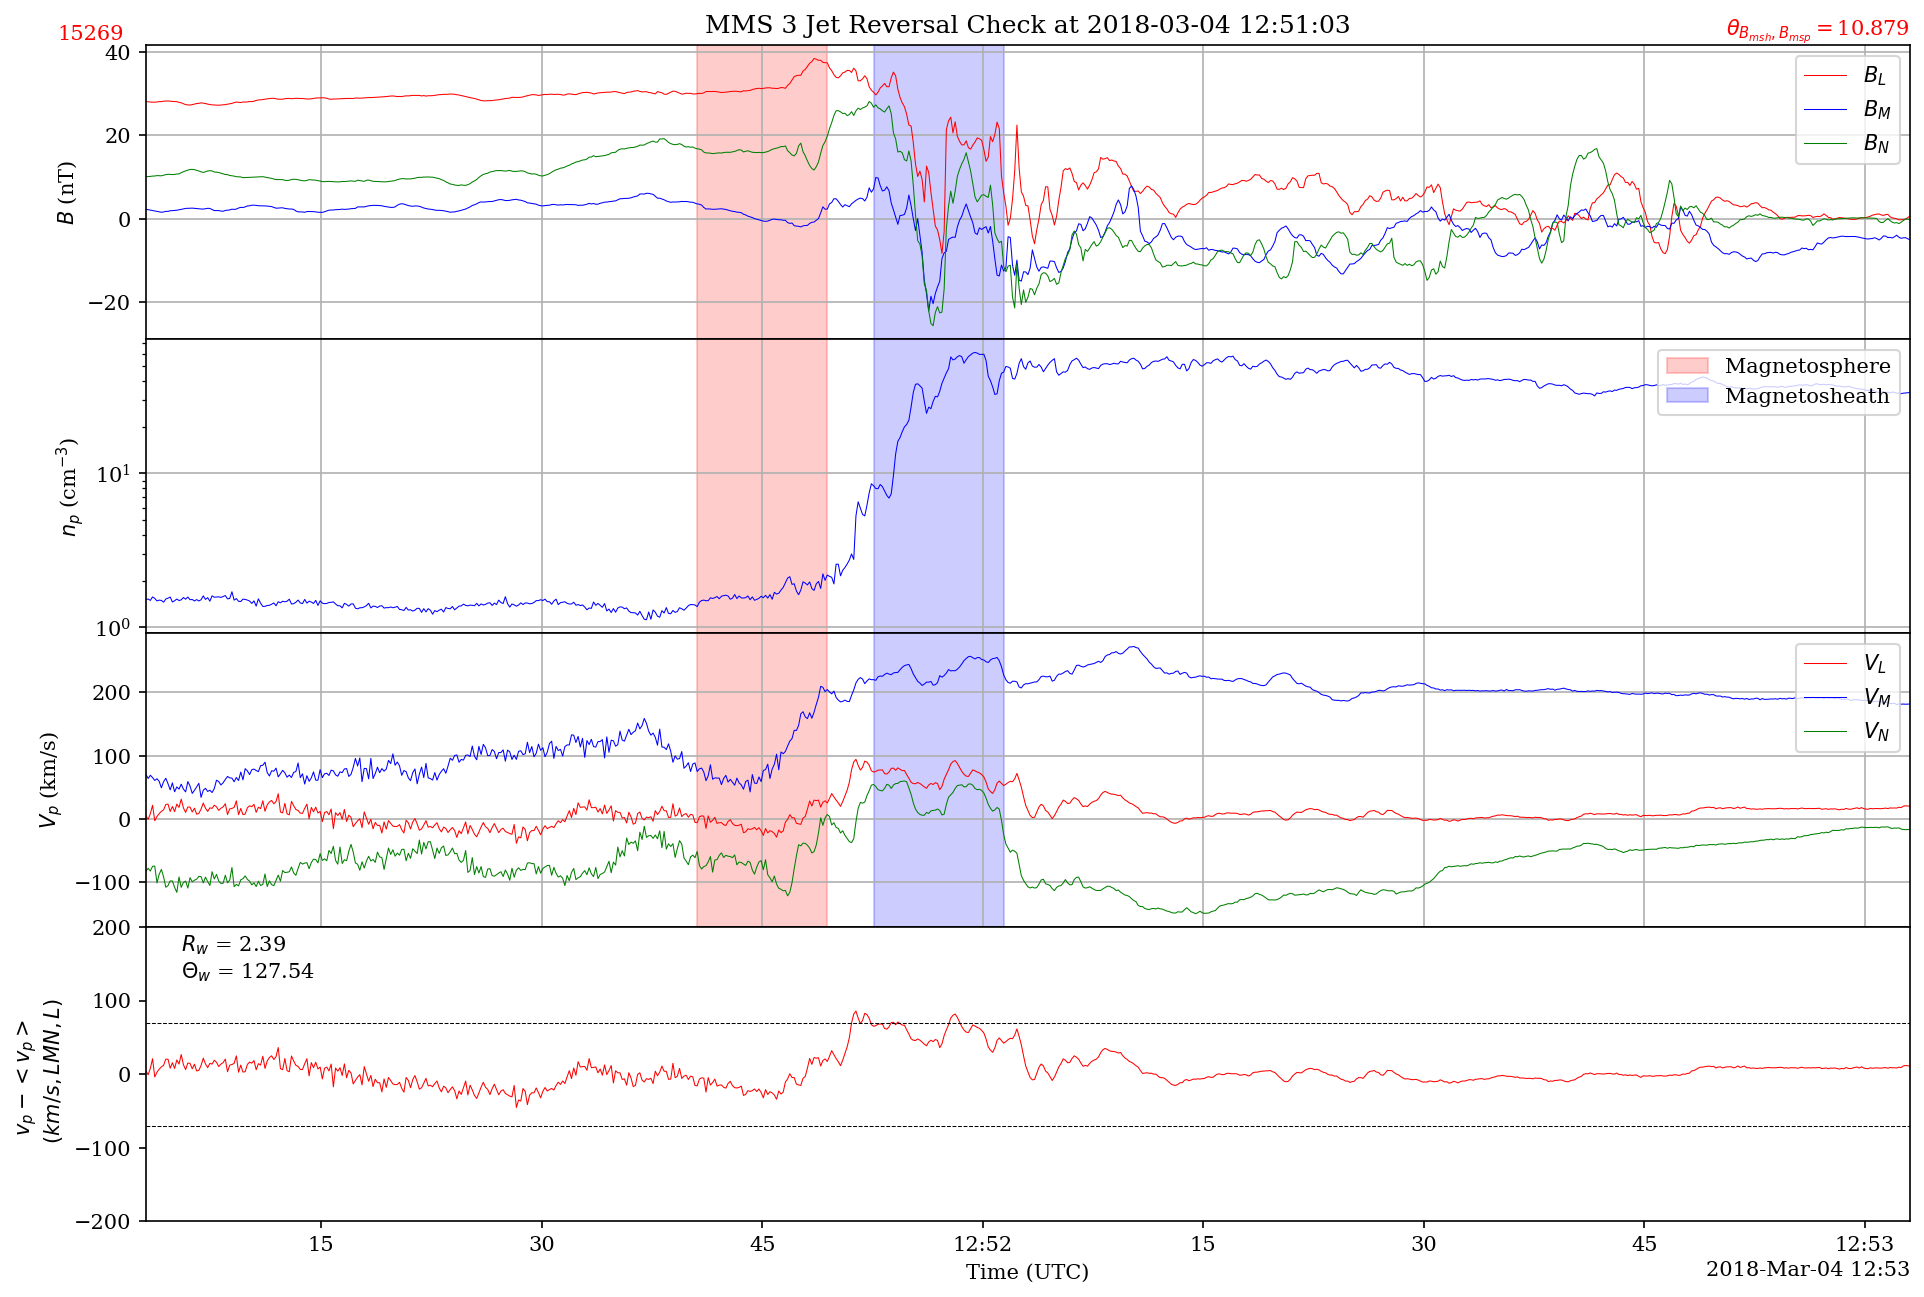 MMS 3 Jet Reversal Check at 2018-03-04 12:51:03
15269
θ_{B_{msh}, B_{msp}} = 10.879
40
20
0
−20
B (nT)
B_L
B_M
B_N
10^1
10^0
n_p (cm^{−3})
Magnetosphere
Magnetosheath
200
100
0
−100
V_p (km/s)
V_L
V_M
V_N
200
100
0
−100
−200
v_p − < v_p >
(km/s, LMN, L)
R_w = 2.39
Θ_w = 127.54
15 30 45 12:52 15 30 45 12:53
Time (UTC)
2018-Mar-04 12:53